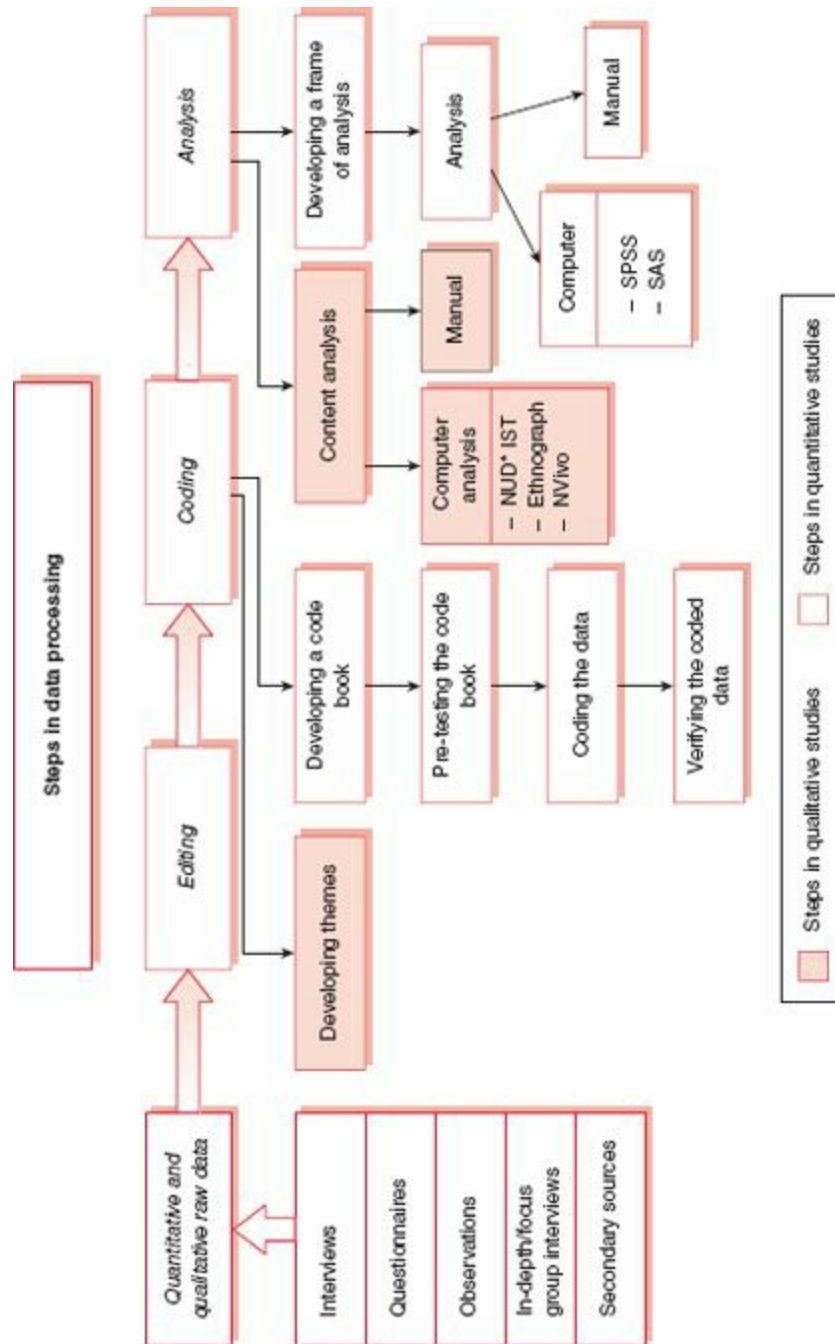 Steps in data processing
Quantitative and
qualitative raw data
Editing
Coding
Analysis
Interviews
Questionnaires
Observations
In-depth/focus
group interviews
Secondary sources
Developing themes
Developing a code
book
Pre-testing the code
book
Coding the data
Verifying the coded
data
Content analysis
Computer
analysis
– NUD* IST
– Ethnograph
– NVivo
Manual
Developing a frame
of analysis
Analysis
Computer
– SPSS
– SAS
Manual
Steps in qualitative studies
Steps in quantitative studies